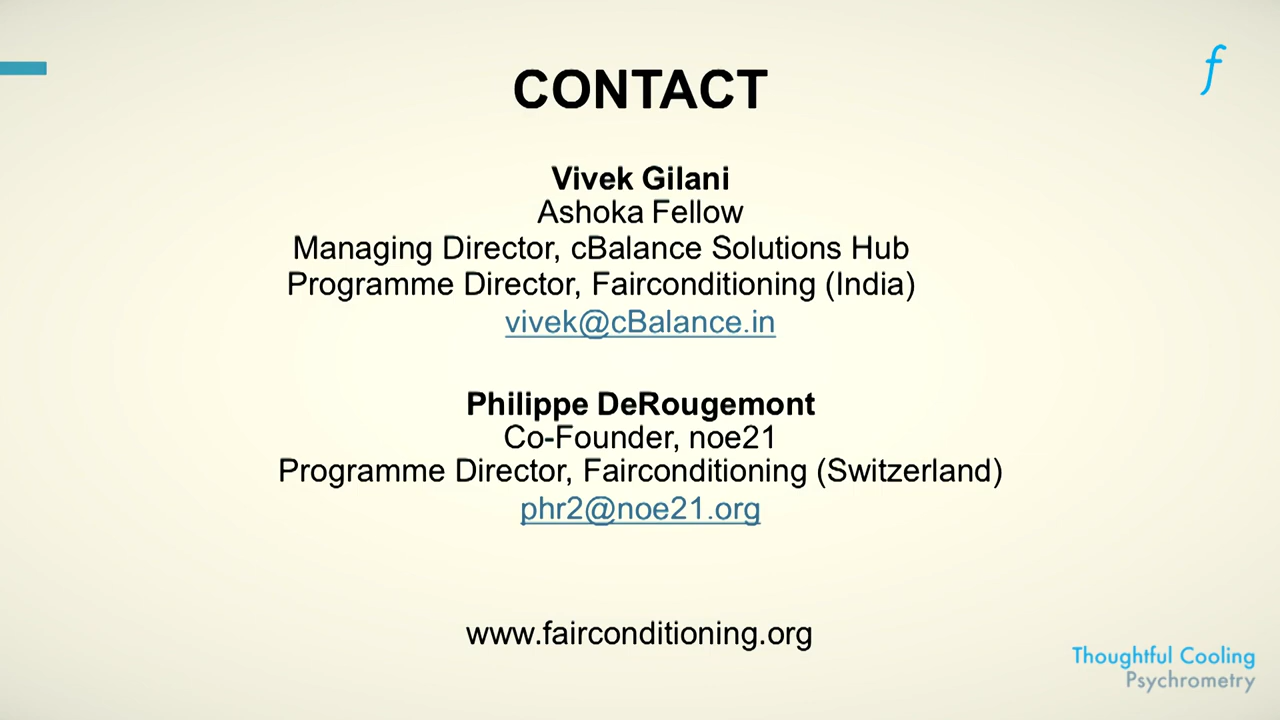 f
CONTACT
Vivek Gilani
Ashoka Fellow
Managing Director, cBalance Solutions Hub
Programme Director, Fairconditioning (India)
vivek@cBalance.in
Philippe DeRougemont
Co-Founder, noe21
Programme Director, Fairconditioning (Switzerland)
phr2@noe21.org
www.fairconditioning.org
Thoughtful Cooling
Psychrometry